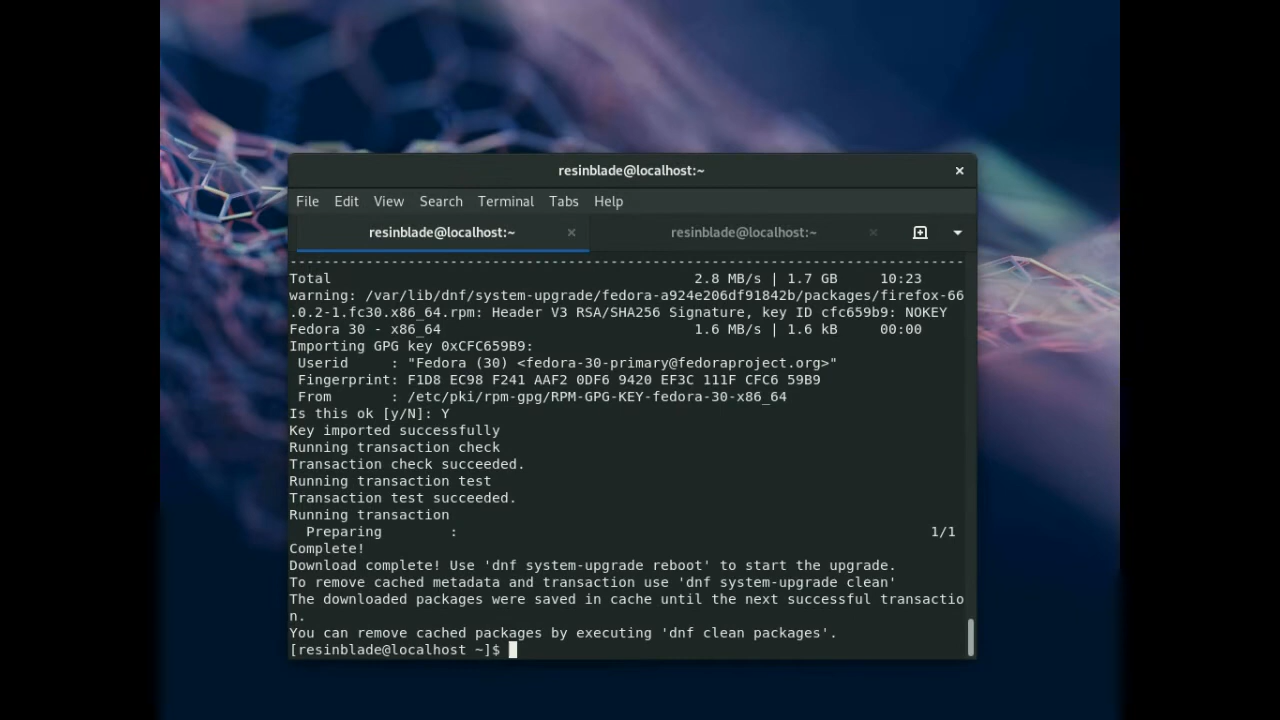 resinblade@localhost:~
File Edit View Search Terminal Tabs Help
resinblade@localhost:~ resinblade@localhost:~
--------------------------------------------------------------------------------
Total 2.8 MB/s | 1.7 GB 10:23
warning: /var/lib/dnf/system-upgrade/fedora-a924e206df91842b/packages/firefox-66
.0.2-1.fc30.x86_64.rpm: Header V3 RSA/SHA256 Signature, key ID cfc659b9: NOKEY
Fedora 30 - x86_64 1.6 MB/s | 1.6 kB 00:00
Importing GPG key 0xCFC659B9:
Userid : "Fedora (30) <fedora-30-primary@fedoraproject.org>"
Fingerprint: F1D8 EC98 F241 AAF2 0DF6 9420 EF3C 111F CFC6 59B9
From : /etc/pki/rpm-gpg/RPM-GPG-KEY-fedora-30-x86_64
Is this ok [y/N]: Y
Key imported successfully
Running transaction check
Transaction check succeeded.
Running transaction test
Transaction test succeeded.
Running transaction
Preparing : 1/1
Complete!
Download complete! Use 'dnf system-upgrade reboot' to start the upgrade.
To remove cached metadata and transaction use 'dnf system-upgrade clean'
The downloaded packages were saved in cache until the next successful transactio
n.
You can remove cached packages by executing 'dnf clean packages'.
[resinblade@localhost ~]$